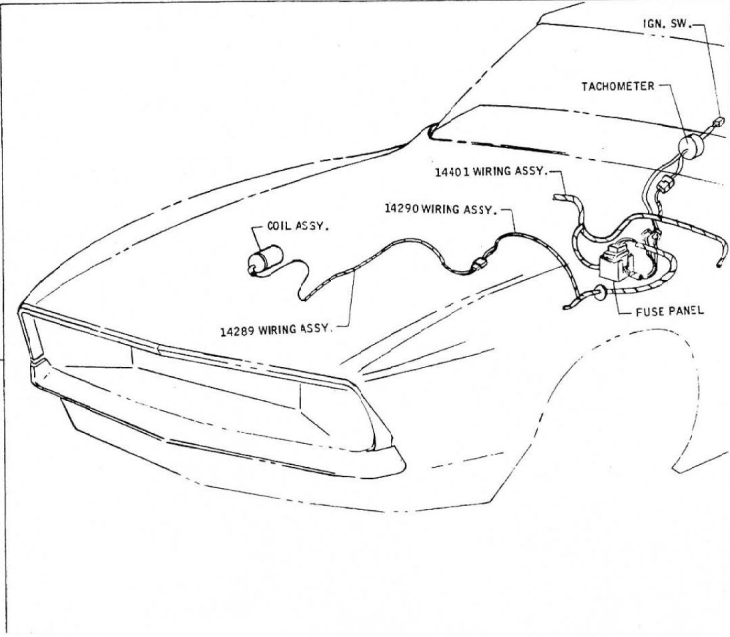 IGN. SW.
TACHOMETER
14401 WIRING ASSY.
14290 WIRING ASSY.
COIL ASSY.
14289 WIRING ASSY.
FUSE PANEL